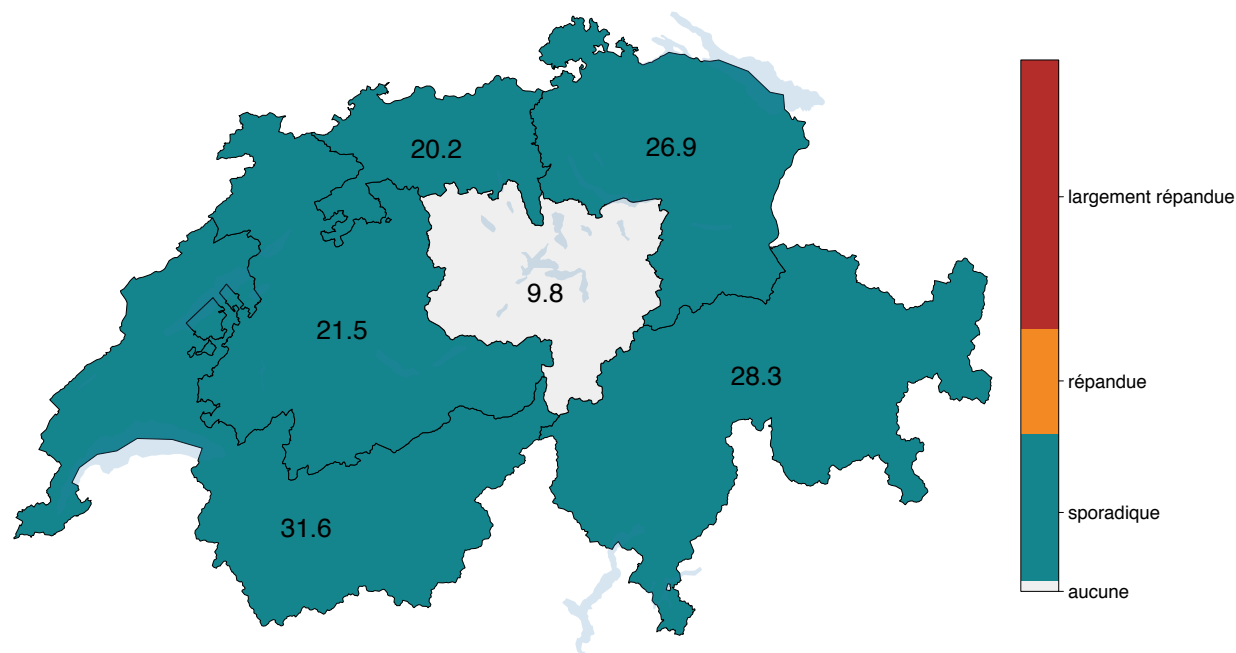 20.2
26.9
largement répandue
9.8
21.5
28.3
répandue
31.6
sporadique
aucune